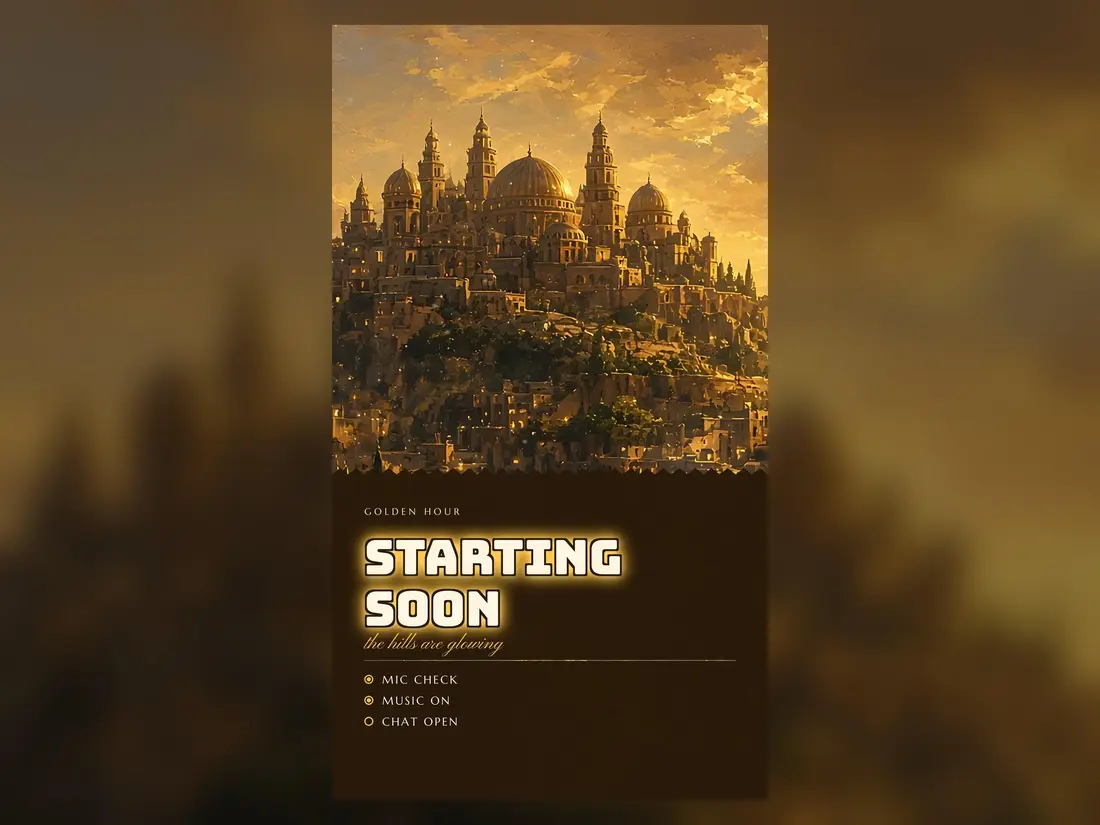 GOLDEN HOUR
STARTING
SOON
the hills are glowing
MIC CHECK
MUSIC ON
CHAT OPEN